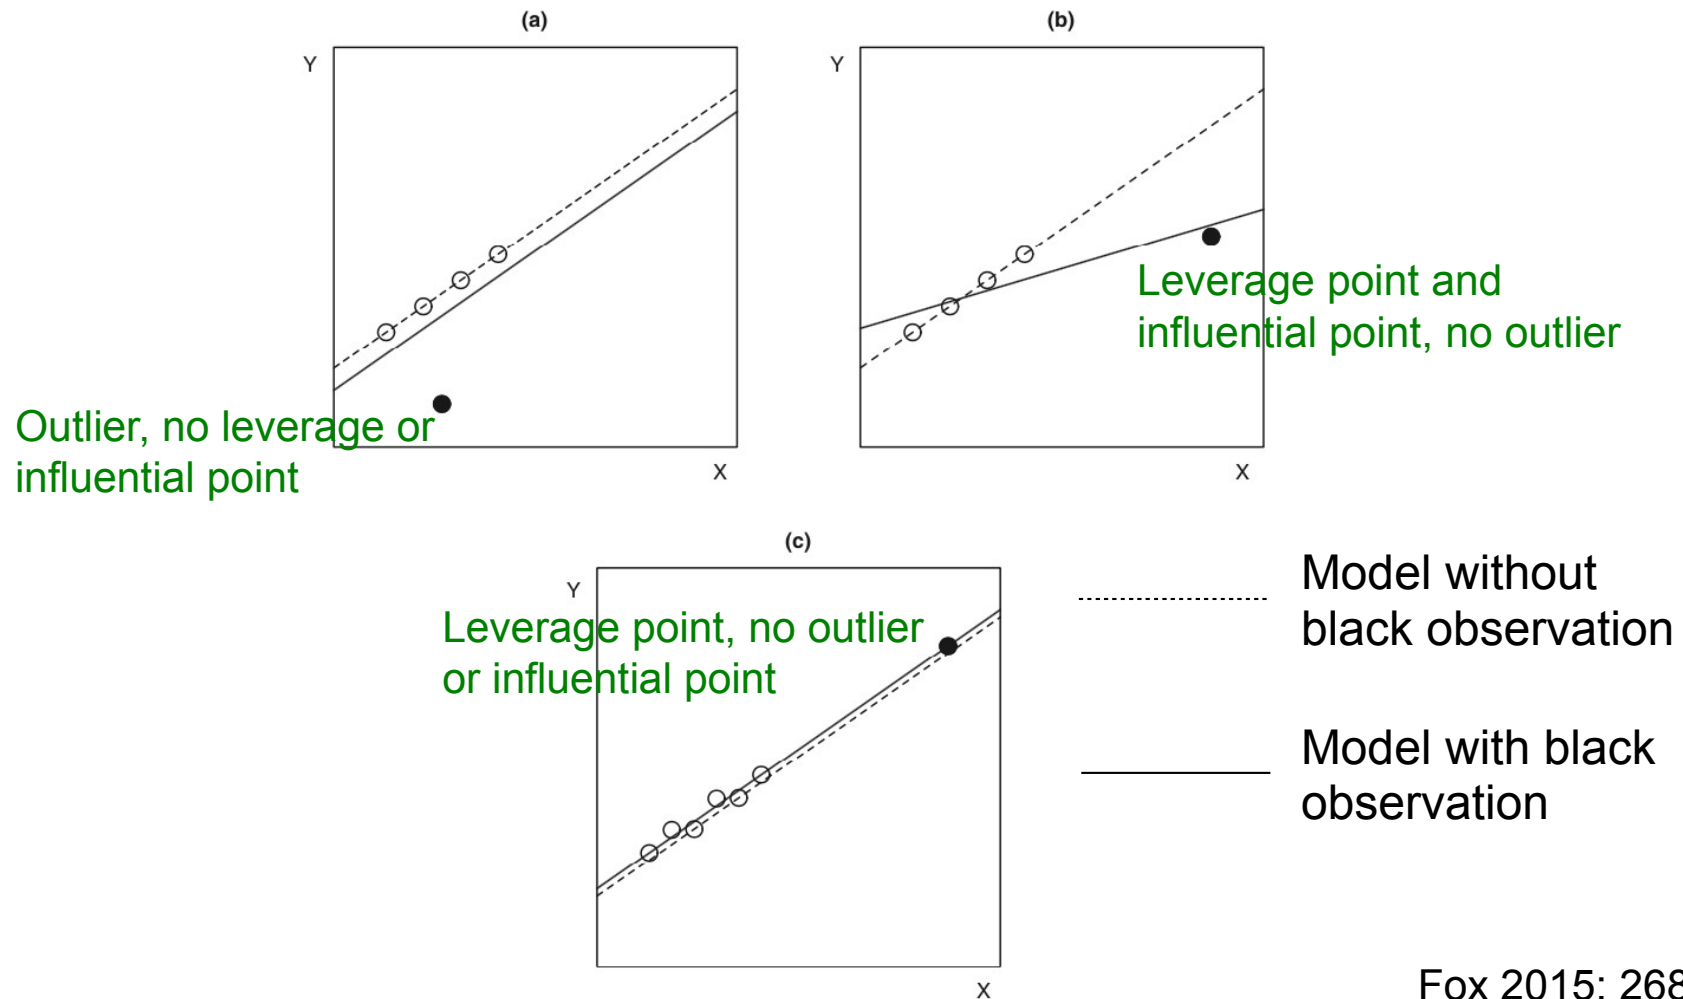 (a)
Y
X
Outlier, no leverage or
influential point
(b)
Y
X
Leverage point and
influential point, no outlier
(c)
Y
X
Leverage point, no outlier
or influential point
Model without
black observation
Model with black
observation
Fox 2015: 268